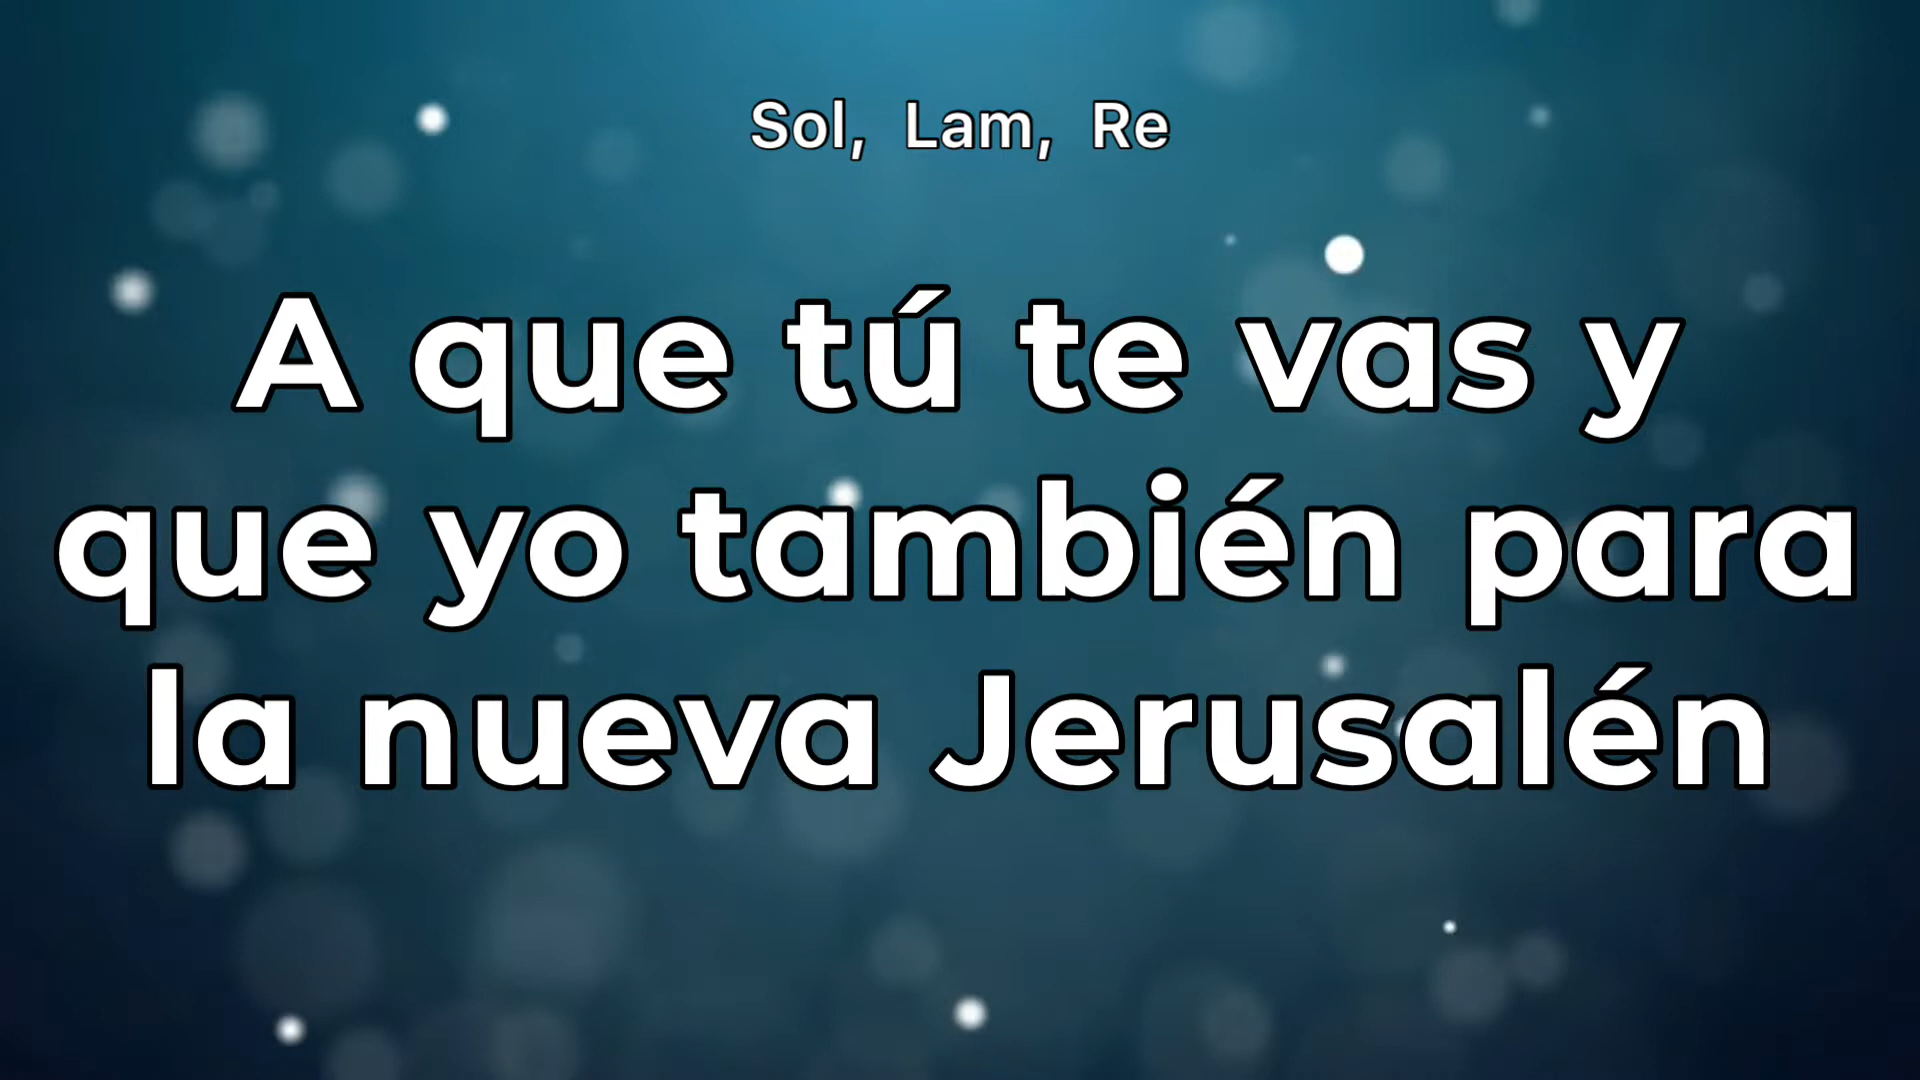 Sol, Lam, Re
A que tú te vas y
que yo también para
la nueva Jerusalén